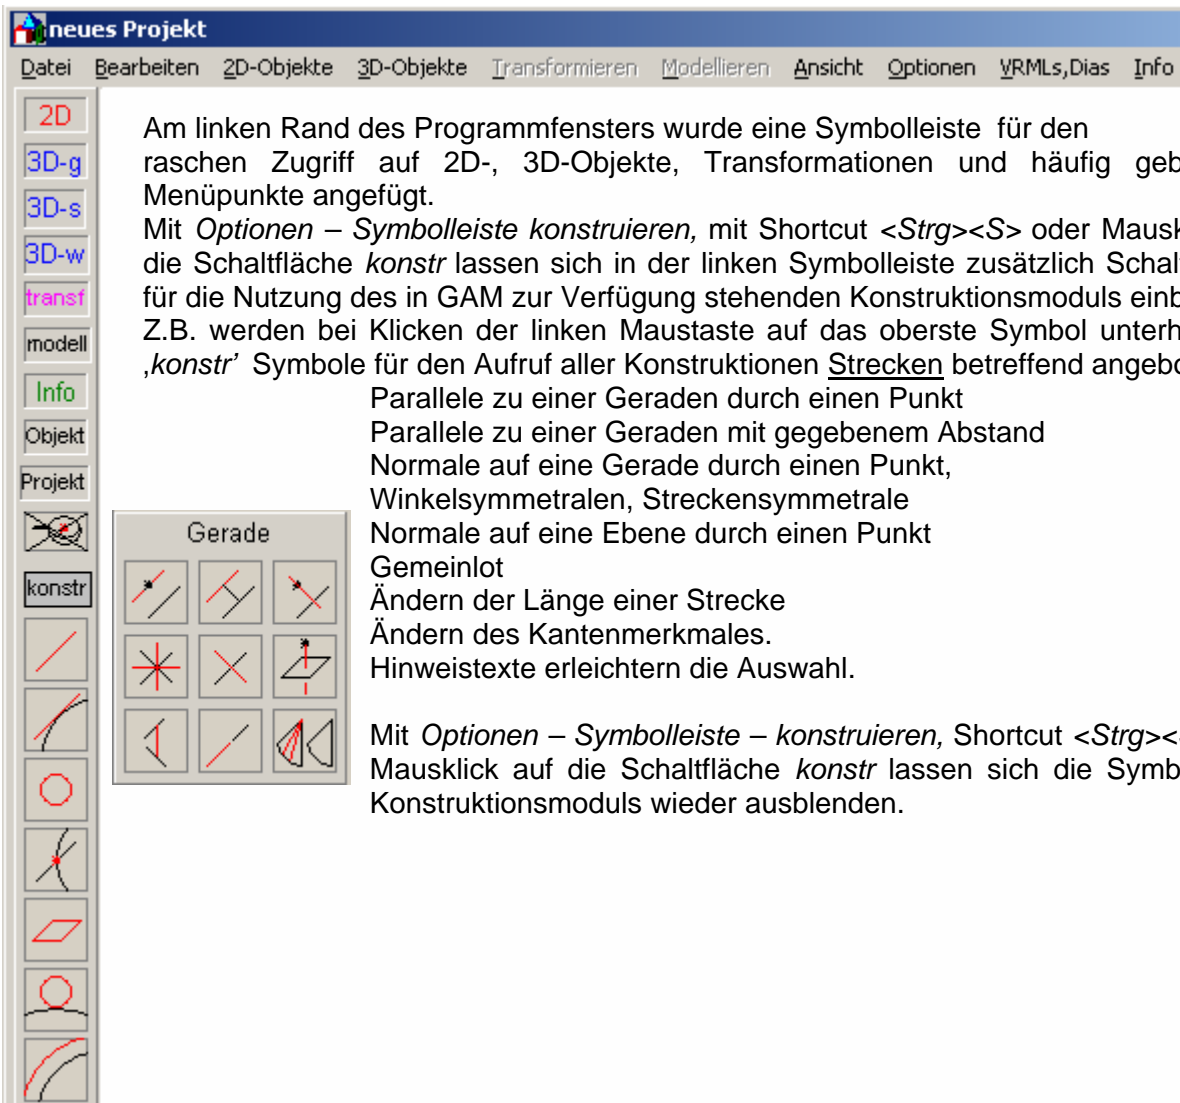 neues Projekt
Datei Bearbeiten 2D-Objekte 3D-Objekte Transformieren Modellieren Ansicht Optionen VRMLs,Dias Info
2D
3D-g
3D-s
3D-w
transf
modell
Info
Objekt
Projekt
konstr
Am linken Rand des Programmfensters wurde eine Symbolleiste für den
raschen Zugriff auf 2D-, 3D-Objekte, Transformationen und häufig
Menüpunkte angefügt.
Mit Optionen – Symbolleiste konstruieren, mit Shortcut <Strg><S> oder
die Schaltfläche konstr lassen sich in der linken Symbolleiste zusätzlich
für die Nutzung des in GAM zur Verfügung stehenden Konstruktionsmoduls
Z.B. werden bei Klicken der linken Maustaste auf das oberste Symbol
‚konstr’ Symbole für den Aufruf aller Konstruktionen Strecken betreffend
Parallele zu einer Geraden durch einen Punkt
Parallele zu einer Geraden mit gegebenem Abstand
Normale auf eine Gerade durch einen Punkt,
Winkelsymmetralen, Streckensymmetrale
Normale auf eine Ebene durch einen Punkt
Gemeinlot
Ändern der Länge einer Strecke
Ändern des Kantenmerkmales.
Hinweistexte erleichtern die Auswahl.
Gerade
Mit Optionen – Symbolleiste – konstruieren, Shortcut <Strg><
Mausklick auf die Schaltfläche konstr lassen sich die
Konstruktionsmoduls wieder ausblenden.